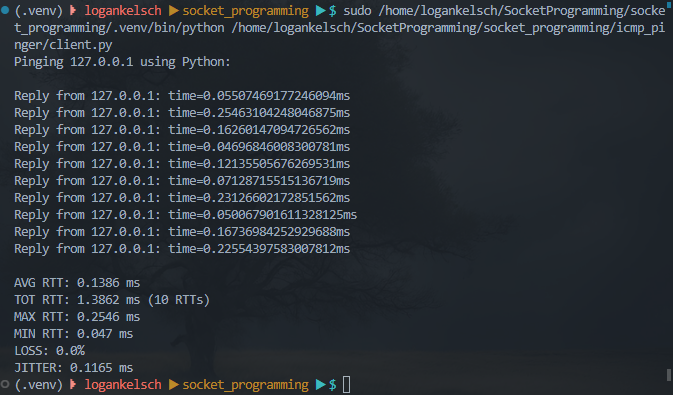 (.venv) logankelsch ▶socket_programming ▶$ sudo /home/logankelsch/SocketProgramming/socke
t_programming/.venv/bin/python /home/logankelsch/SocketProgramming/socket_programming/icmp_pi
nger/client.py
Pinging 127.0.0.1 using Python:
Reply from 127.0.0.1: time=0.05507469177246094ms
Reply from 127.0.0.1: time=0.25463104248046875ms
Reply from 127.0.0.1: time=0.16260147094726562ms
Reply from 127.0.0.1: time=0.04696846008300781ms
Reply from 127.0.0.1: time=0.12135505676269531ms
Reply from 127.0.0.1: time=0.07128715515136719ms
Reply from 127.0.0.1: time=0.23126602172851562ms
Reply from 127.0.0.1: time=0.050067901611328125ms
Reply from 127.0.0.1: time=0.16736984252929688ms
Reply from 127.0.0.1: time=0.22554397583007812ms
AVG RTT: 0.1386 ms
TOT RTT: 1.3862 ms (10 RTTs)
MAX RTT: 0.2546 ms
MIN RTT: 0.047 ms
LOSS: 0.0%
JITTER: 0.1165 ms
(.venv) logankelsch ▶socket_programming ▶$